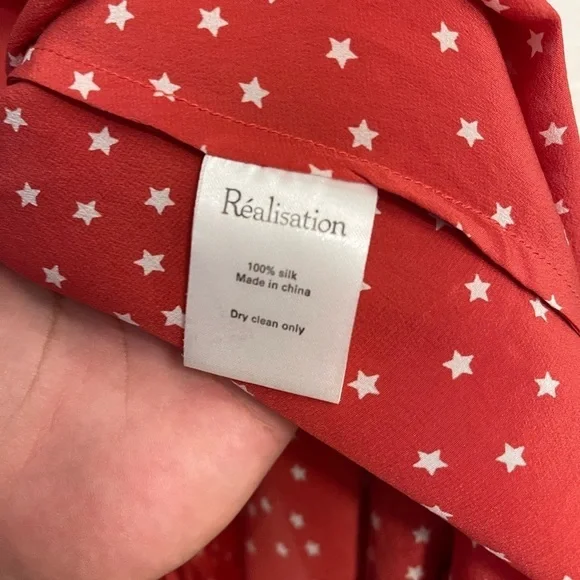 Réalisation
100% silk
Made in china
Dry clean only